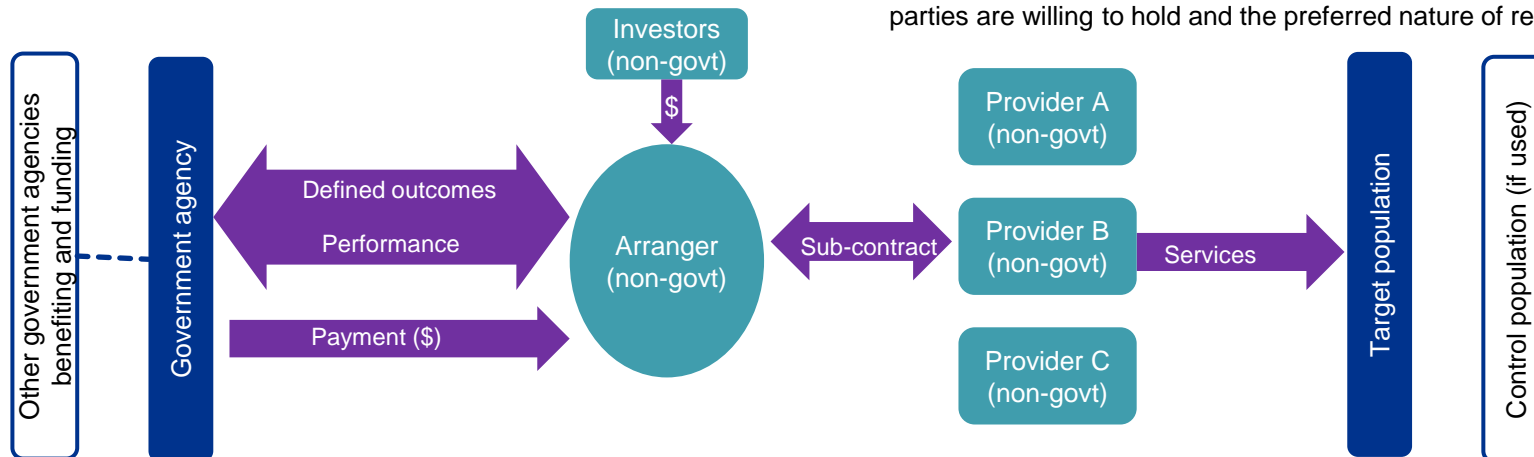 parties are willing to hold and the preferred nature of re
Other government agencies
benefiting and funding
Government agency
Investors
(non-govt)
$
Defined outcomes
Performance
Payment ($)
Arranger
(non-govt)
Sub-contract
Provider A
(non-govt)
Provider B
(non-govt)
Provider C
(non-govt)
Services
Target population
Control population (if used)